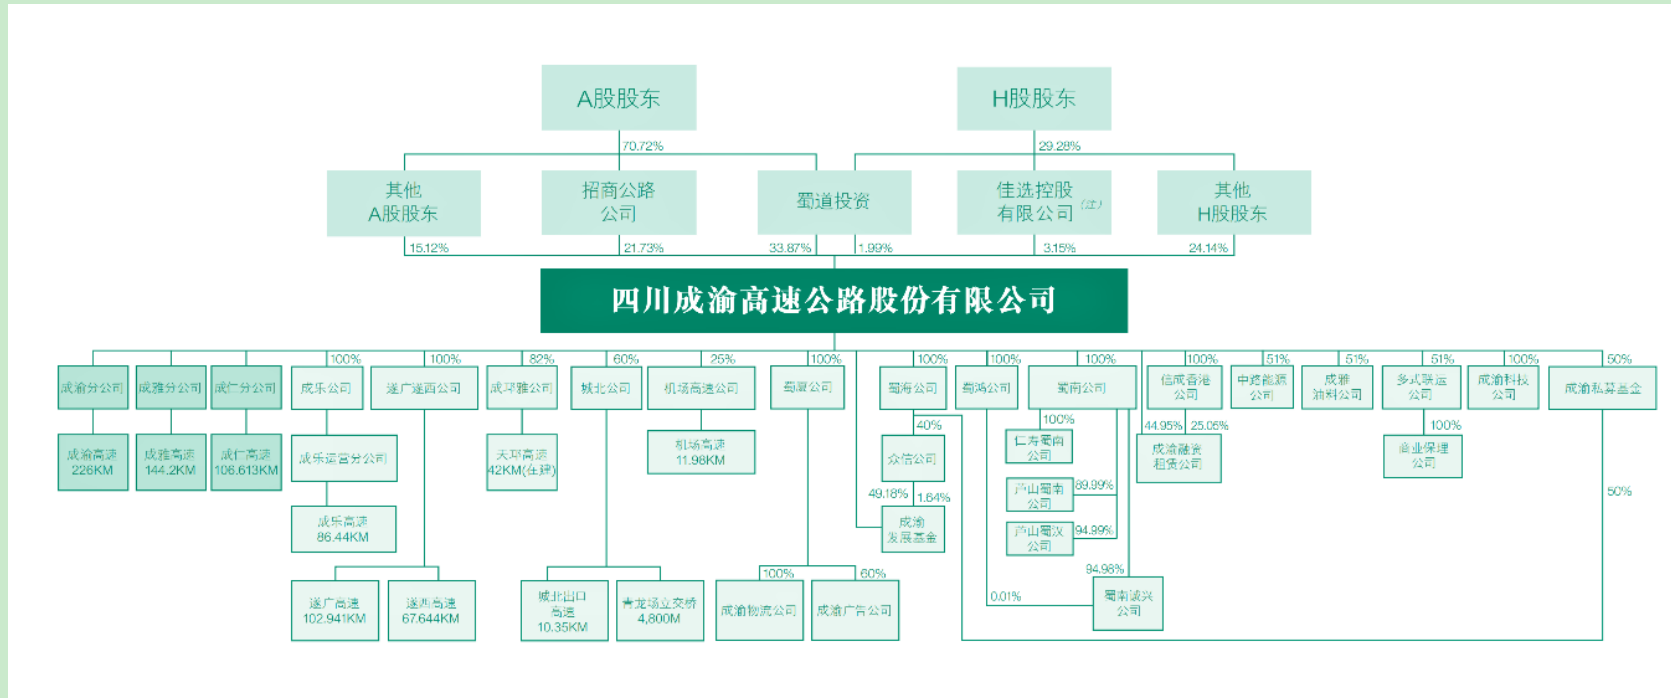 A股股东
H股股东
70.72%
29.28%
其他
A股股东
招商公路
公司
蜀道投资
佳选控股
有限公司（注）
其他
H股股东
15.12%
21.73%
33.87%
1.99%
3.15%
24.14%
四川成渝高速公路股份有限公司
100%
100%
82%
60%
25%
100%
100%
100%
100%
100%
51%
51%
51%
100%
50%
成渝分公司
成雅分公司
成仁分公司
成乐公司
遂广遂西公司
成邛雅公司
城北公司
机场高速公司
蜀厦公司
蜀海公司
蜀鸿公司
蜀南公司
信成香港
公司
中路能源
公司
成雅
油料公司
多式联运
公司
成渝科技
公司
成渝私募基金
40%
100%
44.95%
25.05%
100%
成渝高速
226KM
成雅高速
144.2KM
成仁高速
106.613KM
成乐运营分公司
天邛高速
42KM(在建)
机场高速
11.98KM
众信公司
仁寿蜀南
公司
成渝融资
租赁公司
商业保理
公司
49.18%
1.64%
芦山蜀南
公司
89.99%
50%
成乐高速
86.44KM
成渝
发展基金
芦山蜀汉
公司
94.99%
100%
60%
94.98%
0.01%
遂广高速
102.941KM
遂西高速
67.644KM
城北出口
高速
10.35KM
青龙场立交桥
4,800M
成渝物流公司
成渝广告公司
蜀南诚兴
公司